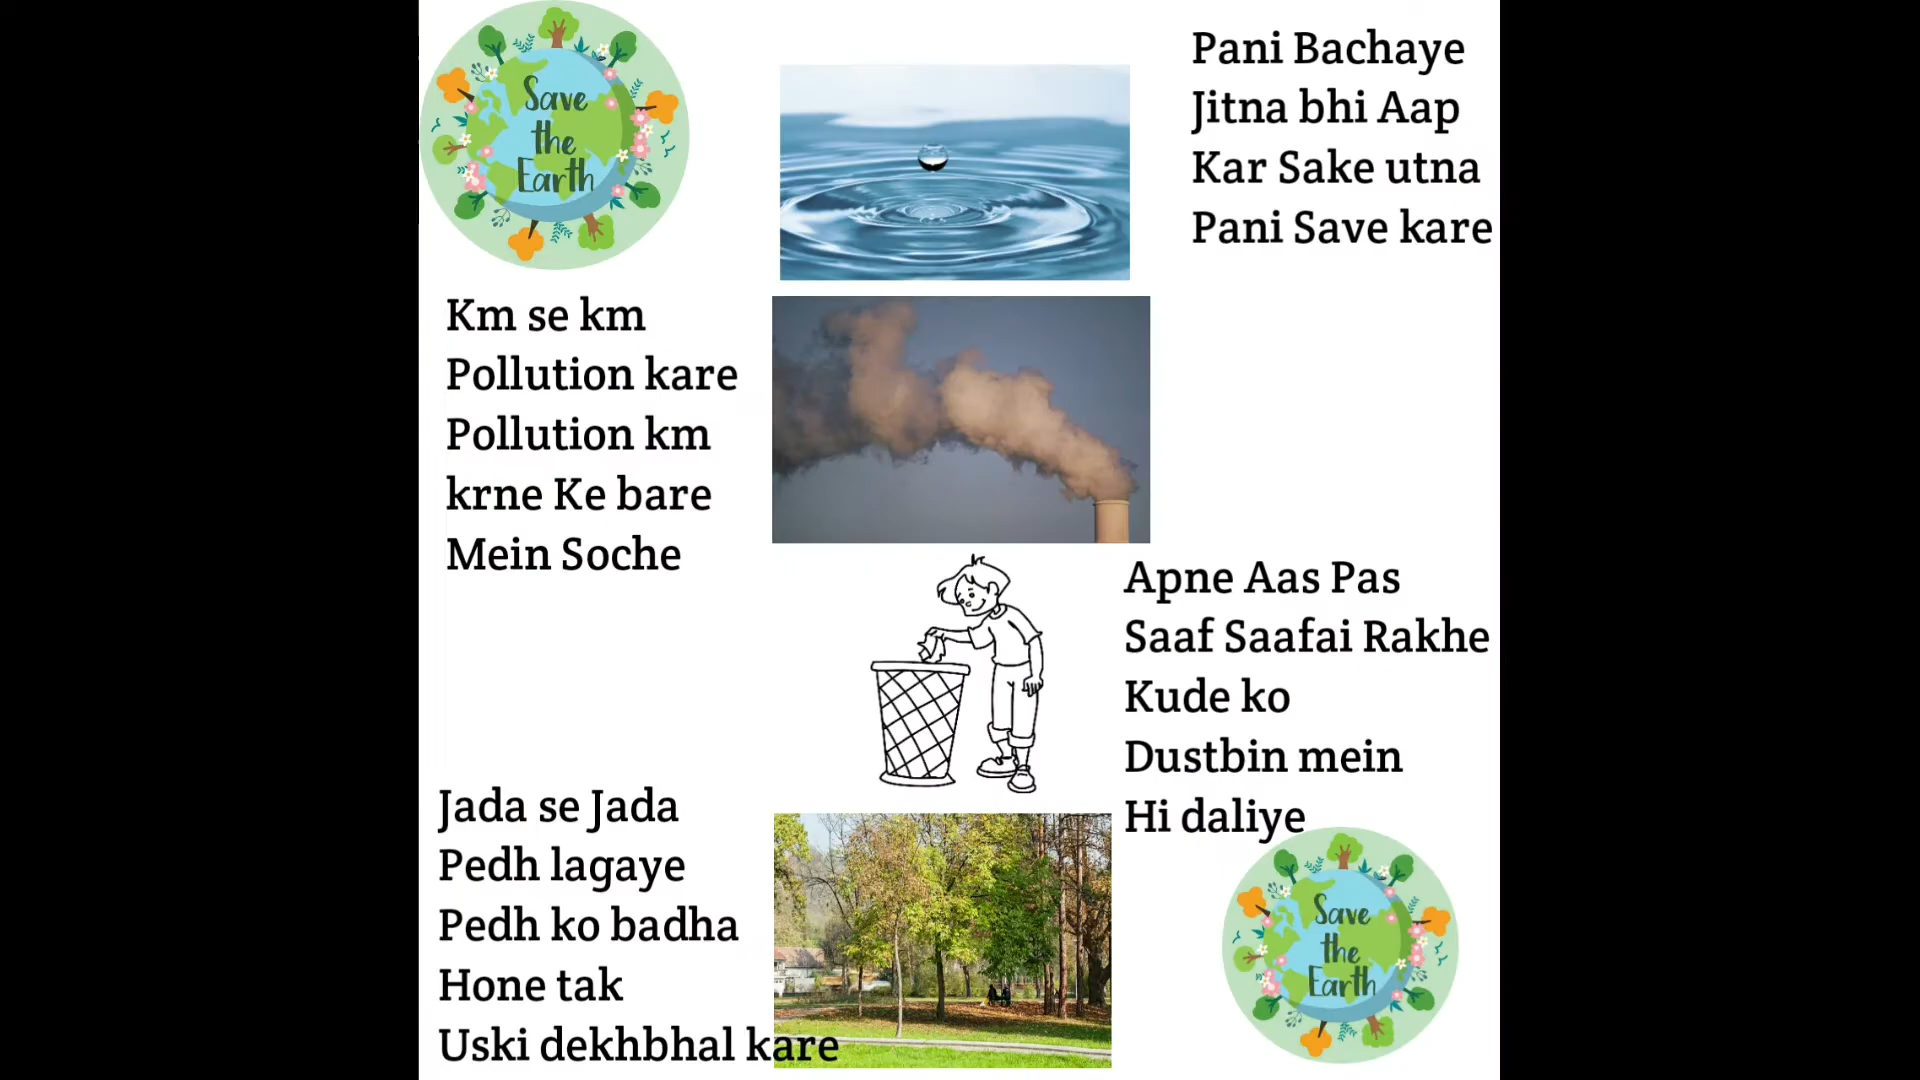 Save
the
Earth
Pani Bachaye
Jitna bhi Aap
Kar Sake utna
Pani Save kare
Km se km
Pollution kare
Pollution km
krne Ke bare
Mein Soche
Apne Aas Pas
Saaf Saafai Rakhe
Kude ko
Dustbin mein
Hi daliye
Jada se Jada
Pedh lagaye
Pedh ko badha
Hone tak
Uski dekhbhal kare
Save
the
Earth